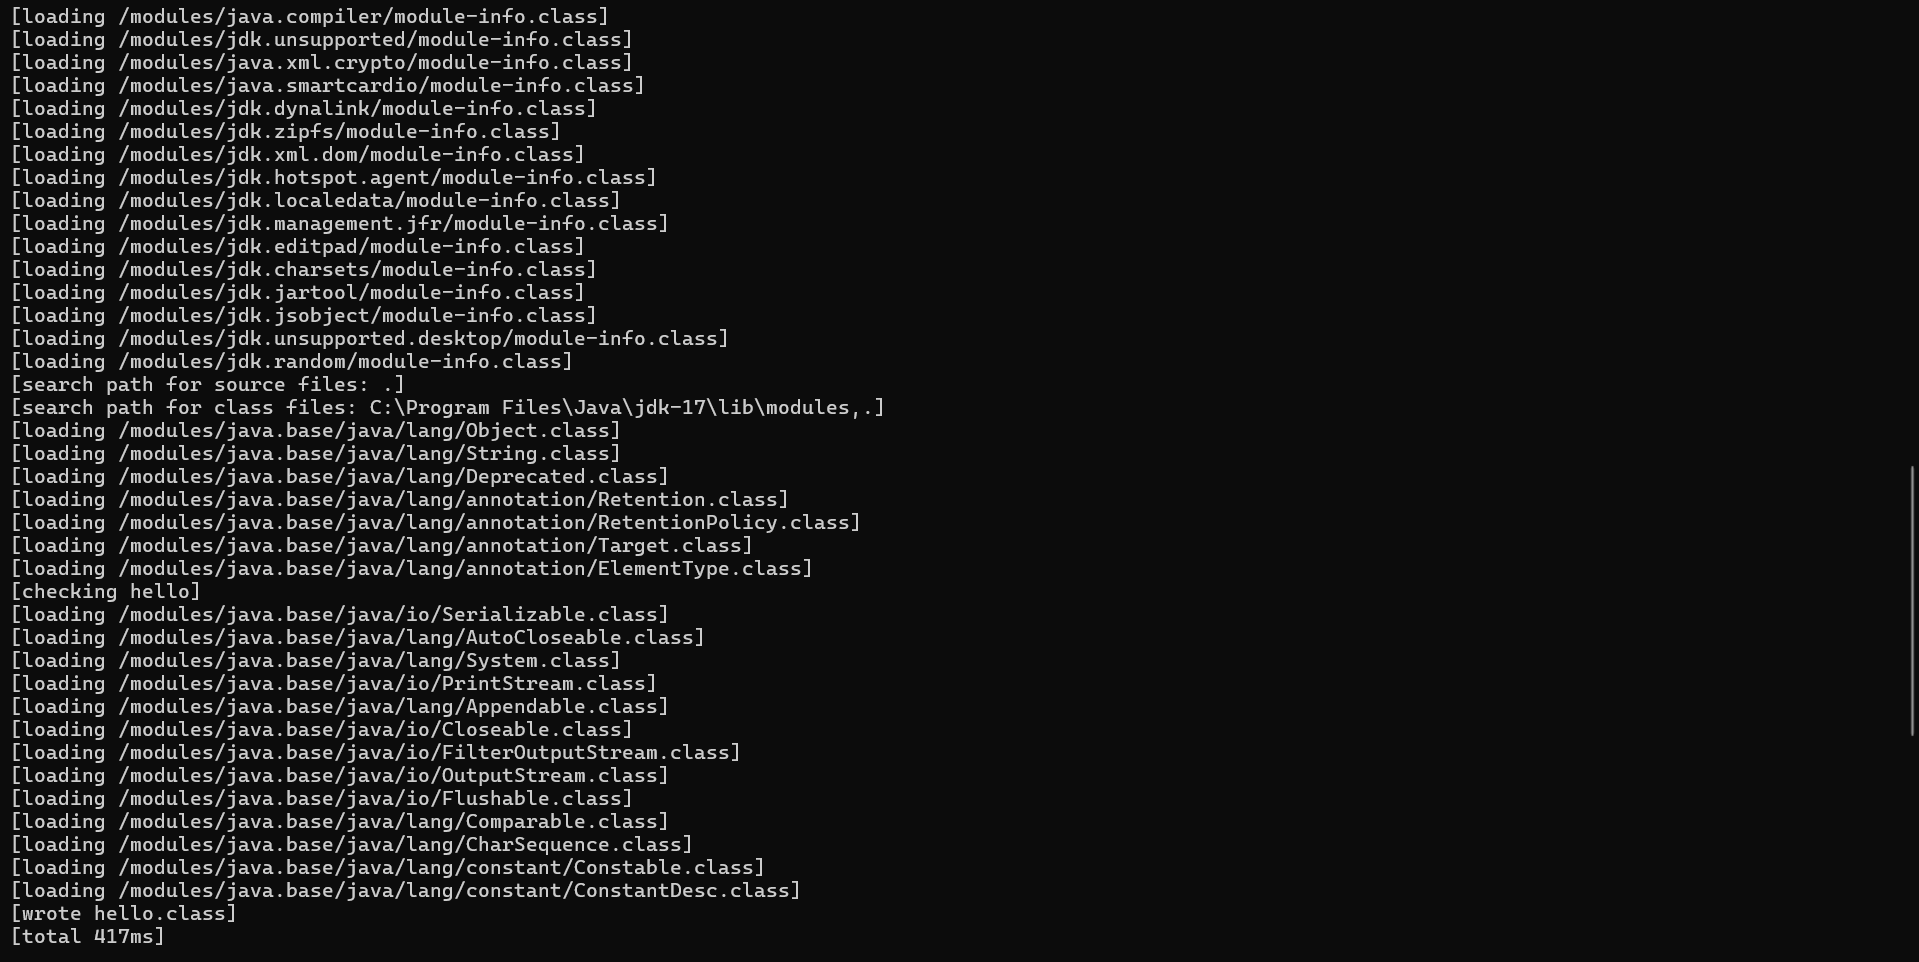 [loading /modules/java.compiler/module-info.class]
[loading /modules/jdk.unsupported/module-info.class]
[loading /modules/java.xml.crypto/module-info.class]
[loading /modules/java.smartcardio/module-info.class]
[loading /modules/jdk.dynalink/module-info.class]
[loading /modules/jdk.zipfs/module-info.class]
[loading /modules/jdk.xml.dom/module-info.class]
[loading /modules/jdk.hotspot.agent/module-info.class]
[loading /modules/jdk.localedata/module-info.class]
[loading /modules/jdk.management.jfr/module-info.class]
[loading /modules/jdk.editpad/module-info.class]
[loading /modules/jdk.charsets/module-info.class]
[loading /modules/jdk.jartool/module-info.class]
[loading /modules/jdk.jsobject/module-info.class]
[loading /modules/jdk.unsupported.desktop/module-info.class]
[loading /modules/jdk.random/module-info.class]
[search path for source files: .]
[search path for class files: C:\Program Files\Java\jdk-17\lib\modules,.]
[loading /modules/java.base/java/lang/Object.class]
[loading /modules/java.base/java/lang/String.class]
[loading /modules/java.base/java/lang/Deprecated.class]
[loading /modules/java.base/java/lang/annotation/Retention.class]
[loading /modules/java.base/java/lang/annotation/RetentionPolicy.class]
[loading /modules/java.base/java/lang/annotation/Target.class]
[loading /modules/java.base/java/lang/annotation/ElementType.class]
[checking hello]
[loading /modules/java.base/java/io/Serializable.class]
[loading /modules/java.base/java/lang/AutoCloseable.class]
[loading /modules/java.base/java/lang/System.class]
[loading /modules/java.base/java/io/PrintStream.class]
[loading /modules/java.base/java/lang/Appendable.class]
[loading /modules/java.base/java/io/Closeable.class]
[loading /modules/java.base/java/io/FilterOutputStream.class]
[loading /modules/java.base/java/io/OutputStream.class]
[loading /modules/java.base/java/io/Flushable.class]
[loading /modules/java.base/java/lang/Comparable.class]
[loading /modules/java.base/java/lang/CharSequence.class]
[loading /modules/java.base/java/lang/constant/Constable.class]
[loading /modules/java.base/java/lang/constant/ConstantDesc.class]
[wrote hello.class]
[total 417ms]